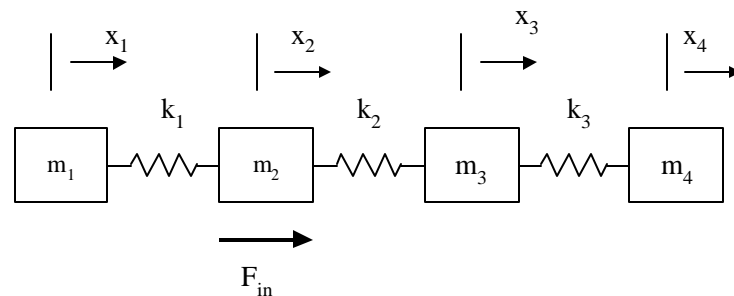 x₁ x₂ x₃ x₄
k₁ k₂ k₃
m₁ m₂ m₃ m₄
Fᵢₙ